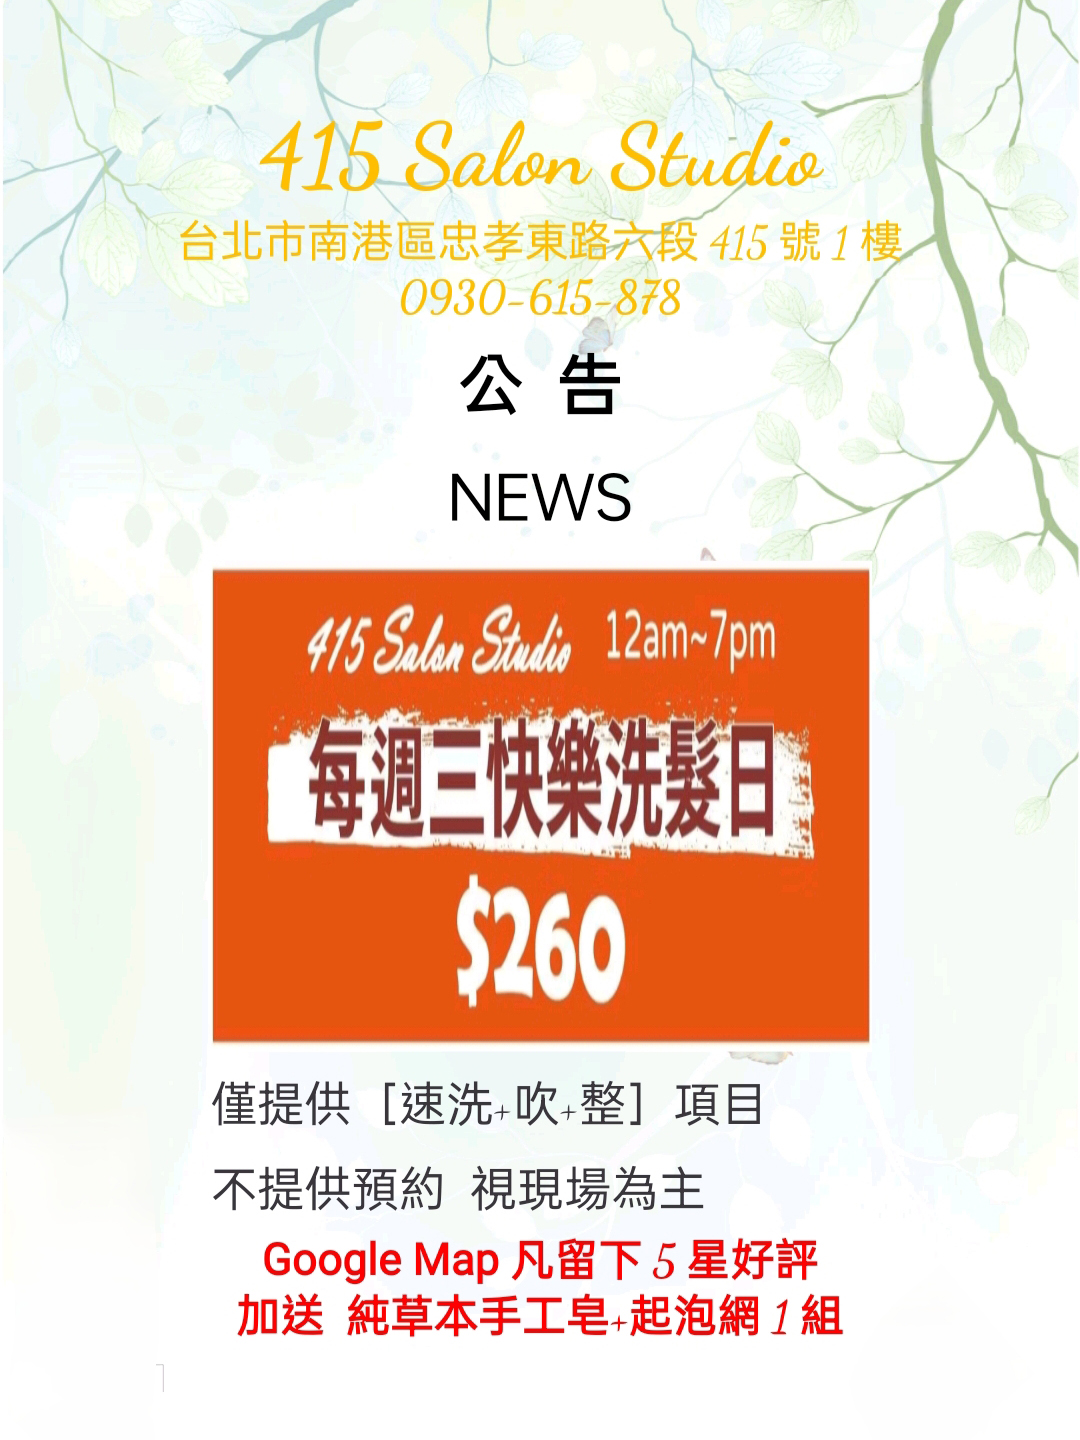 415 Salon Studio
台北市南港區忠孝東路六段 415 號 1 樓
0930-615-878
公 告
NEWS
415 Salon Studio 12am~7pm
每週三快樂洗髮日
$260
僅提供［速洗+吹+整］項目
不提供預約 視現場為主
Google Map 凡留下 5 星好評
加送 純草本手工皂+起泡網 1 組